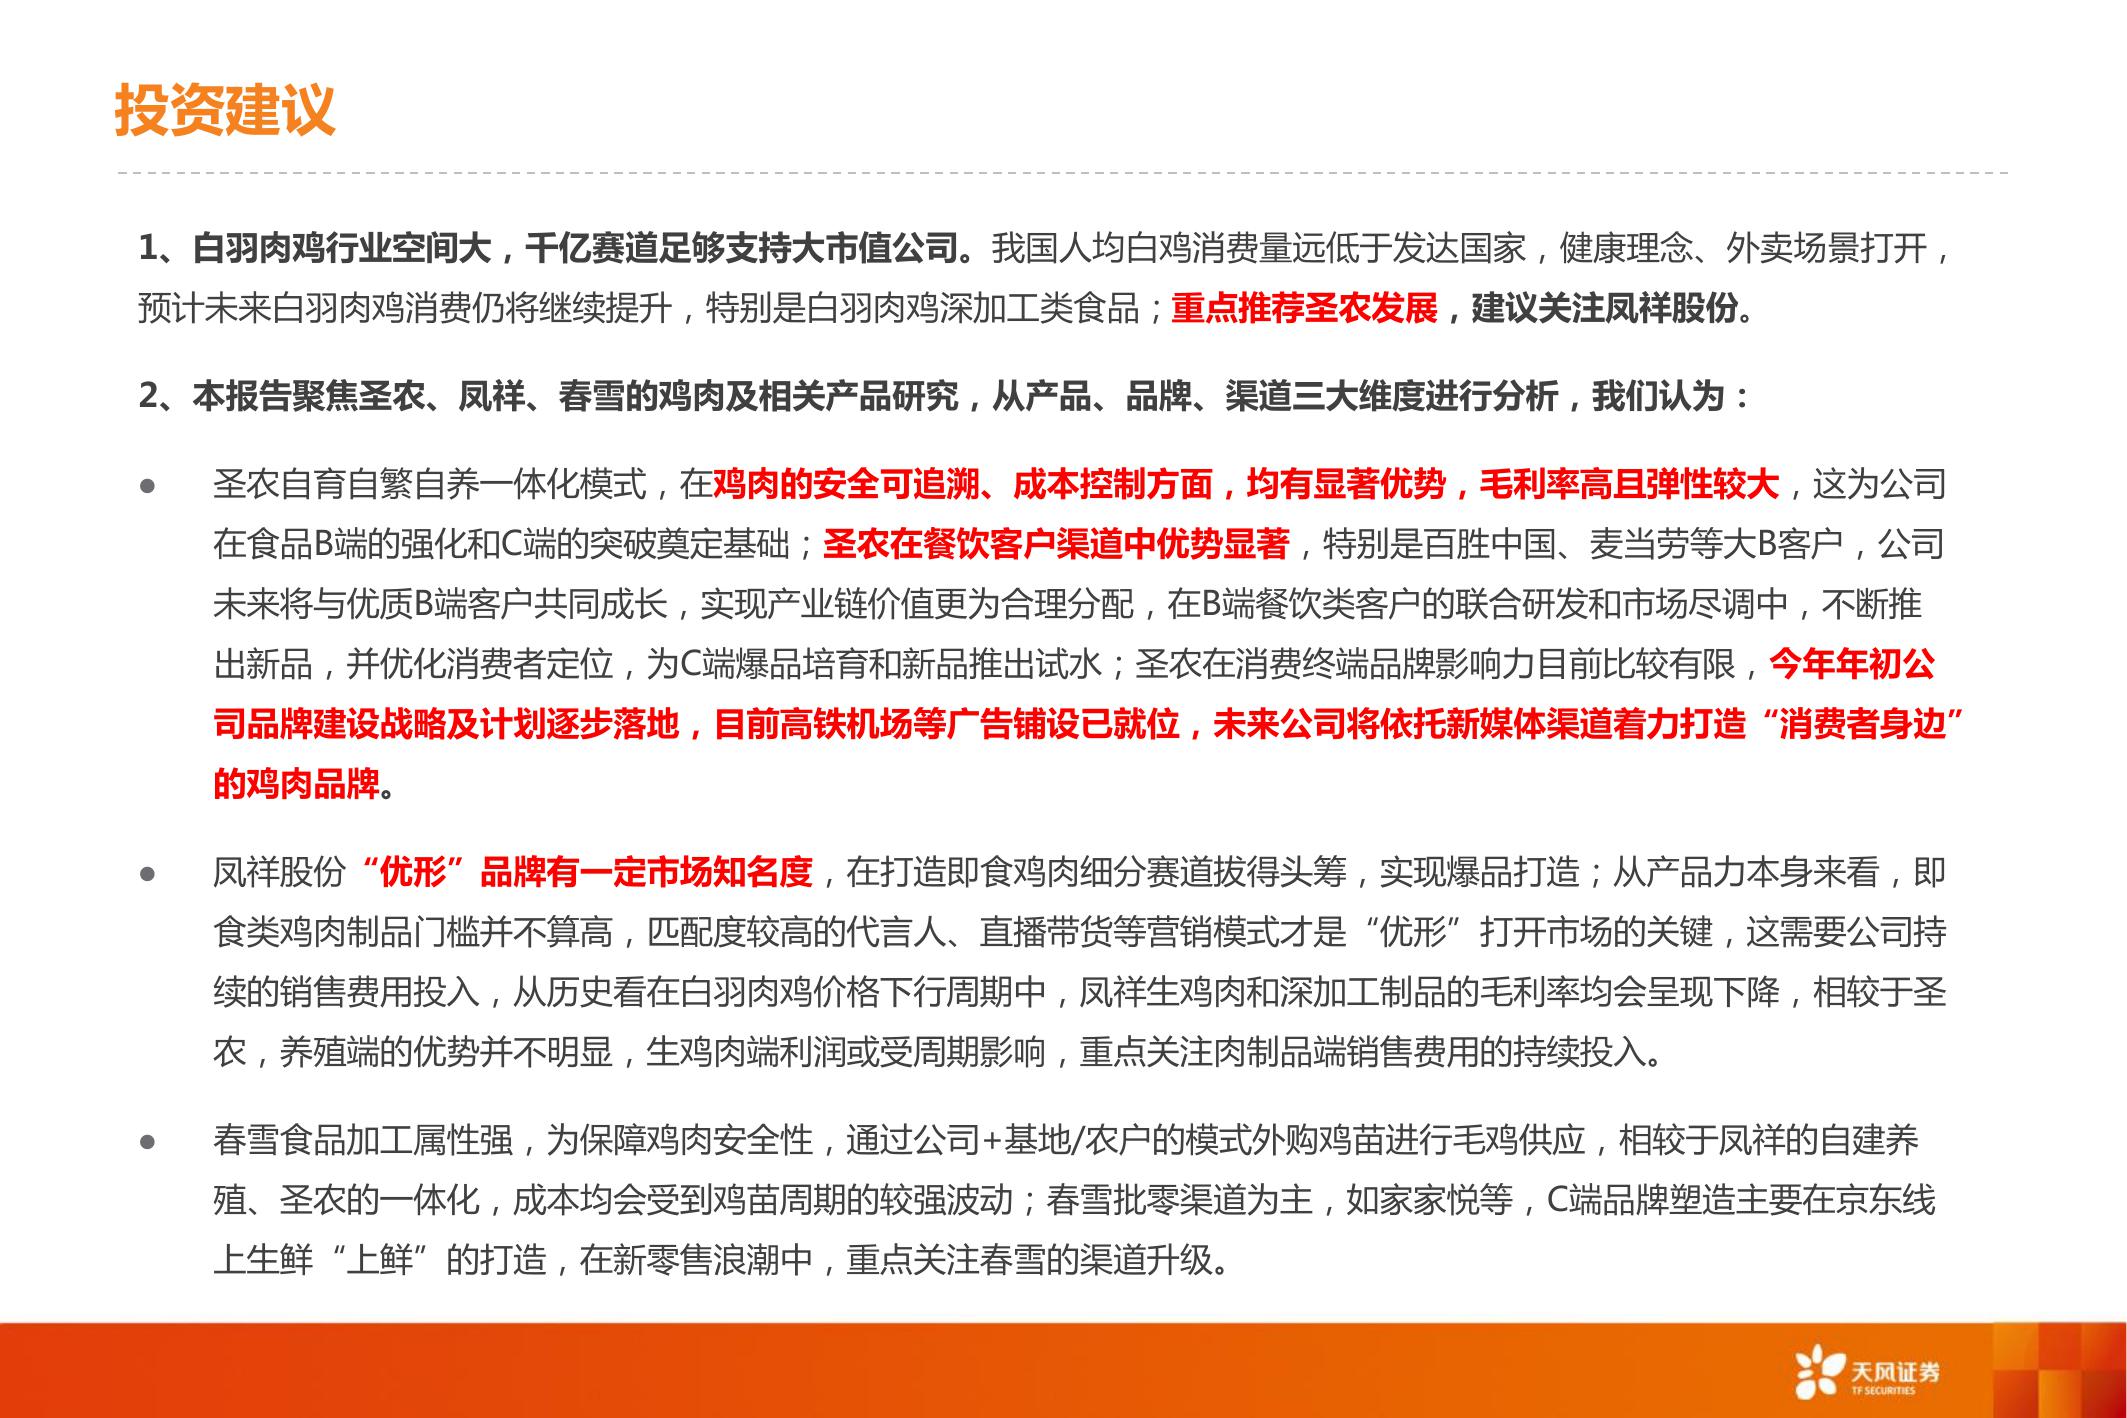 投资建议
1、白羽肉鸡行业空间大，千亿赛道足够支持大市值公司。我国人均白鸡消费量远低于发达国家，健康理念、外卖场景打开，
预计未来白羽肉鸡消费仍将继续提升，特别是白羽肉鸡深加工类食品；重点推荐圣农发展，建议关注凤祥股份。
2、本报告聚焦圣农、凤祥、春雪的鸡肉及相关产品研究，从产品、品牌、渠道三大维度进行分析，我们认为：
● 圣农自育自繁自养一体化模式，在鸡肉的安全可追溯、成本控制方面，均有显著优势，毛利率高且弹性较大，这为公司
在食品B端的强化和C端的突破奠定基础；圣农在餐饮客户渠道中优势显著，特别是百胜中国、麦当劳等大B客户，公司
未来将与优质B端客户共同成长，实现产业链价值更为合理分配，在B端餐饮类客户的联合研发和市场尽调中，不断推
出新品，并优化消费者定位，为C端爆品培育和新品推出试水；圣农在消费终端品牌影响力目前比较有限，今年年初公
司品牌建设战略及计划逐步落地，目前高铁机场等广告铺设已就位，未来公司将依托新媒体渠道着力打造“消费者身边”
的鸡肉品牌。
● 凤祥股份“优形”品牌有一定市场知名度，在打造即食鸡肉细分赛道拔得头筹，实现爆品打造；从产品力本身来看，即
食类鸡肉制品门槛并不算高，匹配度较高的代言人、直播带货等营销模式才是“优形”打开市场的关键，这需要公司持
续的销售费用投入，从历史看在白羽肉鸡价格下行周期中，凤祥生鸡肉和深加工制品的毛利率均会呈现下降，相较于圣
农，养殖端的优势并不明显，生鸡肉端利润或受周期影响，重点关注肉制品端销售费用的持续投入。
● 春雪食品加工属性强，为保障鸡肉安全性，通过公司+基地/农户的模式外购鸡苗进行毛鸡供应，相较于凤祥的自建养
殖、圣农的一体化，成本均会受到鸡苗周期的较强波动；春雪批零渠道为主，如家家悦等，C端品牌塑造主要在京东线
上生鲜“上鲜”的打造，在新零售浪潮中，重点关注春雪的渠道升级。
天风证券
TF SECURITIES